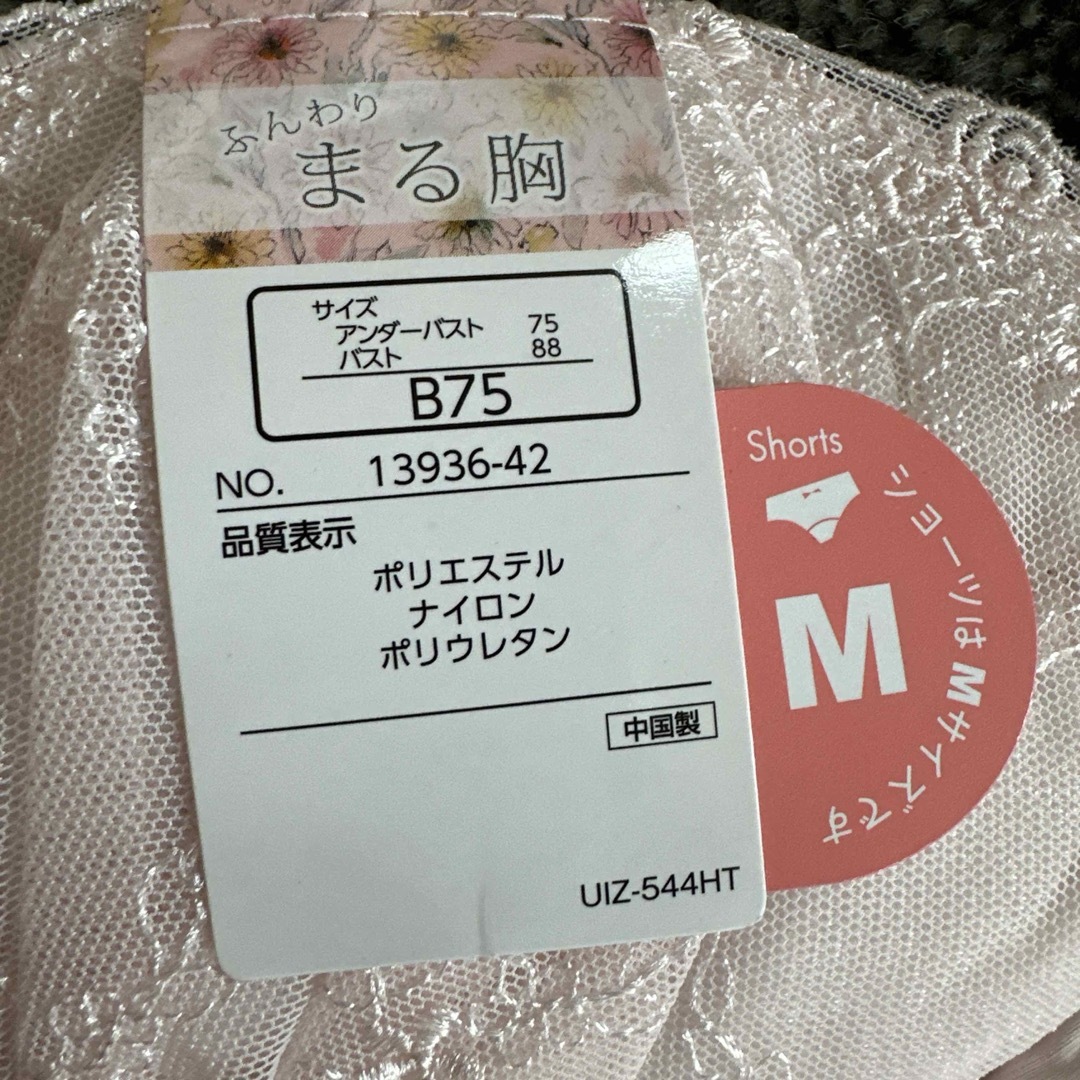 ふんわり
まる胸
サイズ
アンダーバスト 75
バスト 88
B75
NO. 13936-42
品質表示
ポリエステル
ナイロン
ポリウレタン
中国製
UIZ-544HT
Shorts
M
ショーツはMサイズです